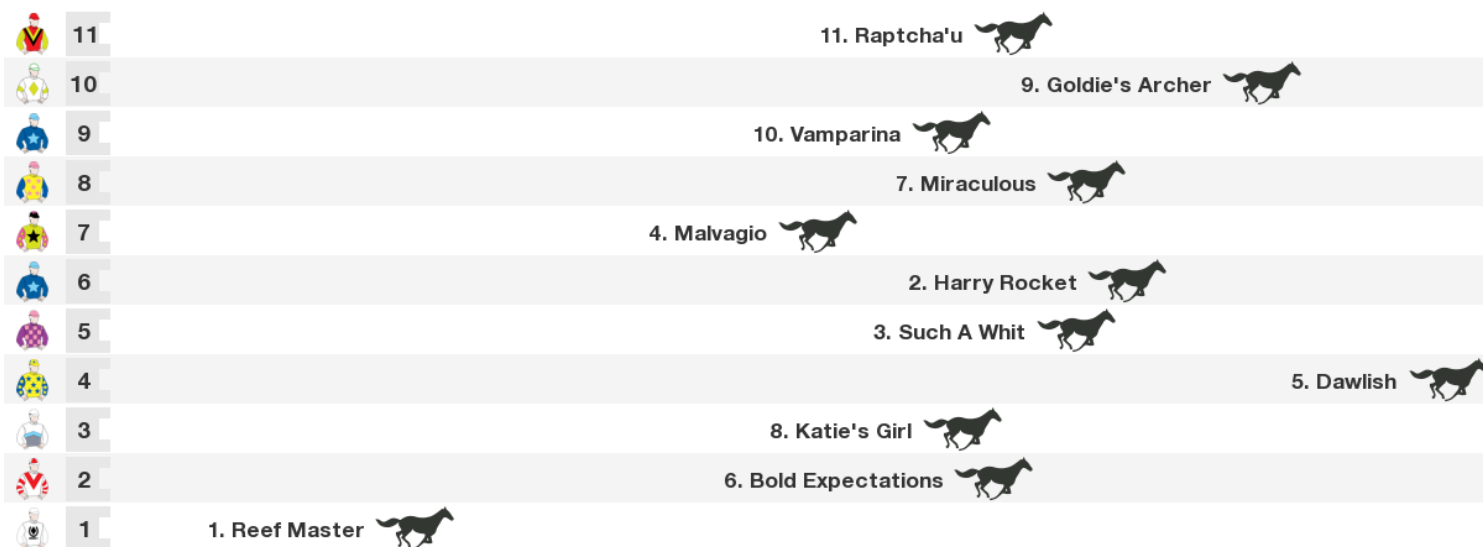 11 11. Raptcha'u
10 9. Goldie's Archer
9 10. Vamparina
8 7. Miraculous
7 4. Malvagio
6 2. Harry Rocket
5 3. Such A Whit
4 5. Dawlish
3 8. Katie's Girl
2 6. Bold Expectations
1 1. Reef Master